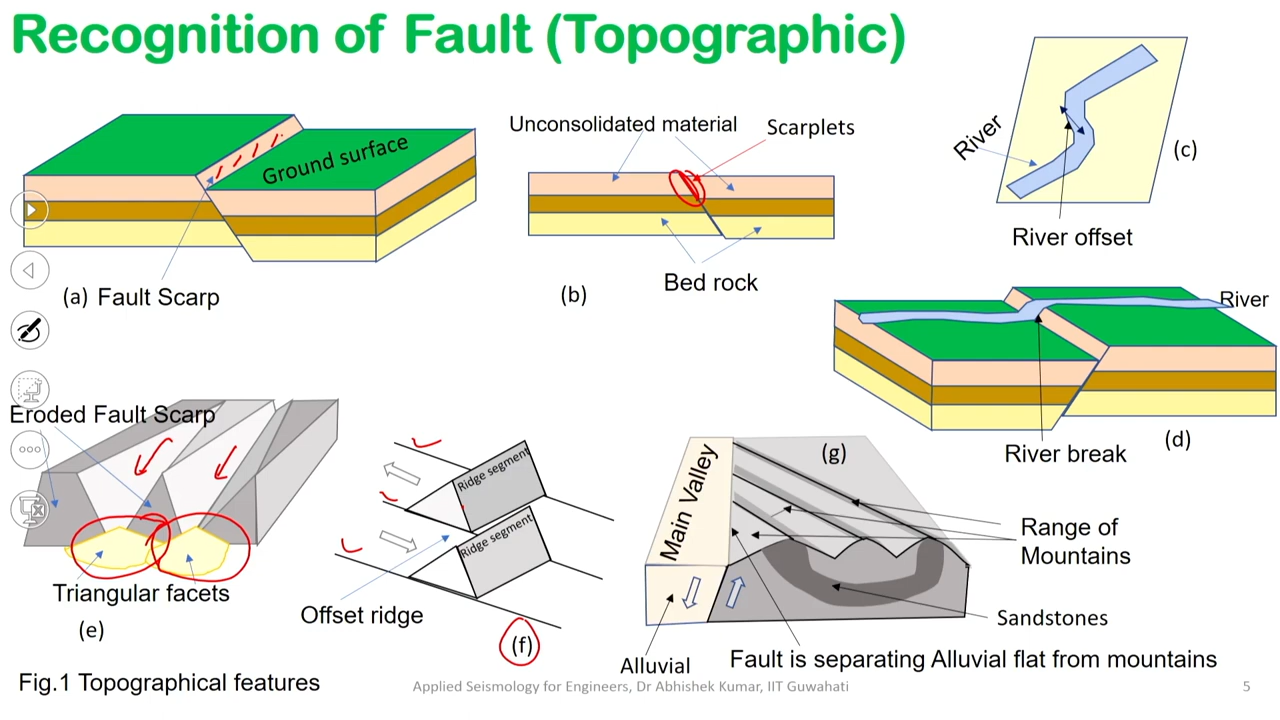 Recognition of Fault (Topographic)
Ground surface
(a) Fault Scarp
Unconsolidated material
Scarplets
Bed rock
(b)
River
(c)
River offset
River
River break
(d)
Eroded Fault Scarp
Triangular facets
(e)
Ridge segment
Ridge segment
Offset ridge
(f)
Main Valley
(g)
Range of
Mountains
Sandstones
Alluvial
Fault is separating Alluvial flat from mountains
Fig.1 Topographical features
Applied Seismology for Engineers, Dr Abhishek Kumar, IIT Guwahati
5